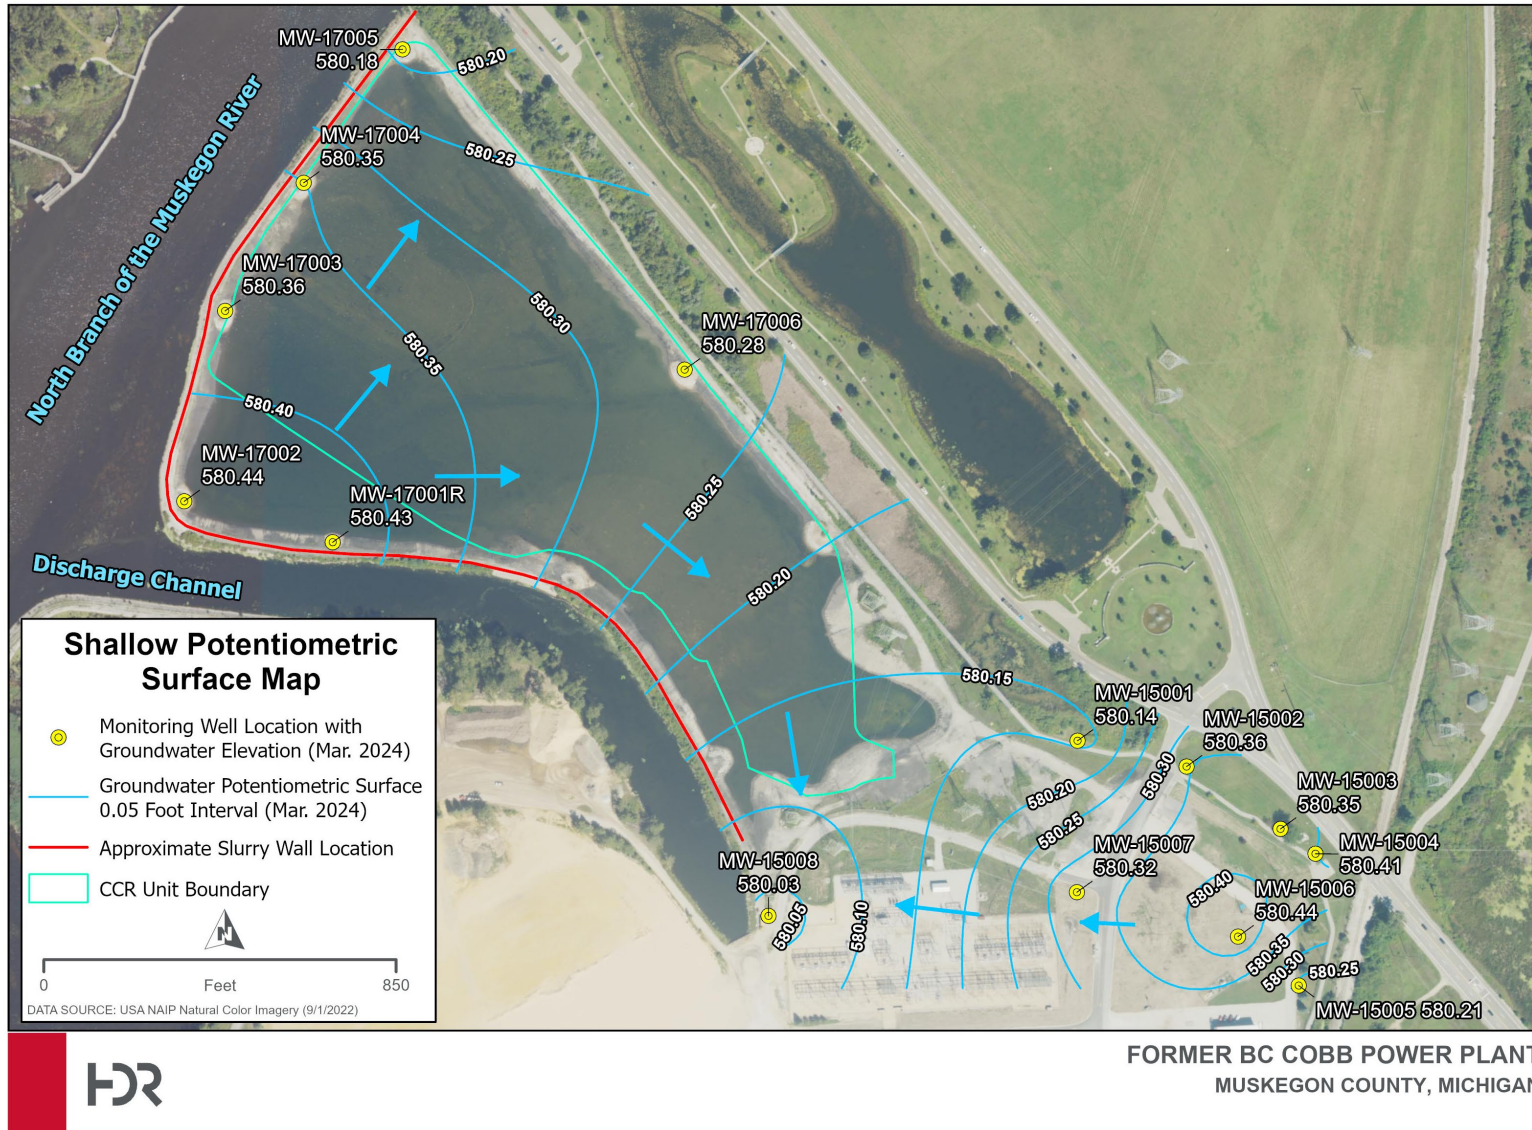 MW-17005
580.18
580.20
MW-17004
580.35
580.25
North Branch of the Muskegon River
MW-17003
580.36
580.30
MW-17006
580.28
580.35
580.40
MW-17002
580.44
MW-17001R
580.43
580.25
Discharge Channel
580.20
580.15
MW-15001
580.14
MW-15002
580.36
580.30
MW-15003
580.35
580.20
580.25
MW-15004
580.41
MW-15007
580.32
MW-15008
580.03
580.40
MW-15006
580.44
580.05
580.10
580.35
580.30
580.25
MW-15005 580.21
Shallow Potentiometric
Surface Map
Monitoring Well Location with
Groundwater Elevation (Mar. 2024)
Groundwater Potentiometric Surface
0.05 Foot Interval (Mar. 2024)
Approximate Slurry Wall Location
CCR Unit Boundary
N
0
Feet
850
DATA SOURCE: USA NAIP Natural Color Imagery (9/1/2022)
HDR
FORMER BC COBB POWER PLANT
MUSKEGON COUNTY, MICHIGAN